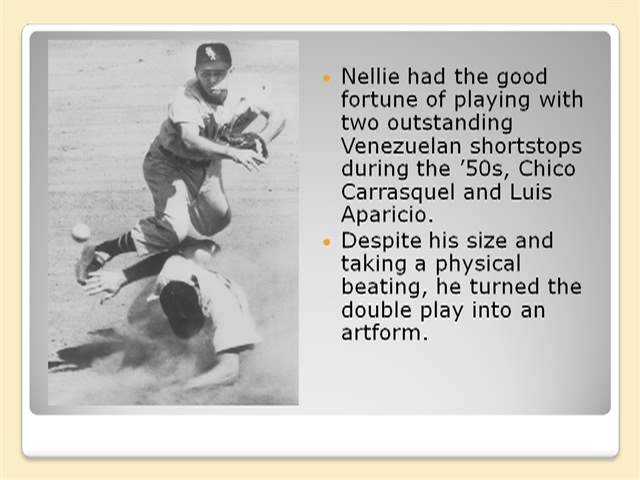 Nellie had the good
fortune of playing with
two outstanding
Venezuelan shortstops
during the ’50s, Chico
Carrasquel and Luis
Aparicio.
Despite his size and
taking a physical
beating, he turned the
double play into an
artform.